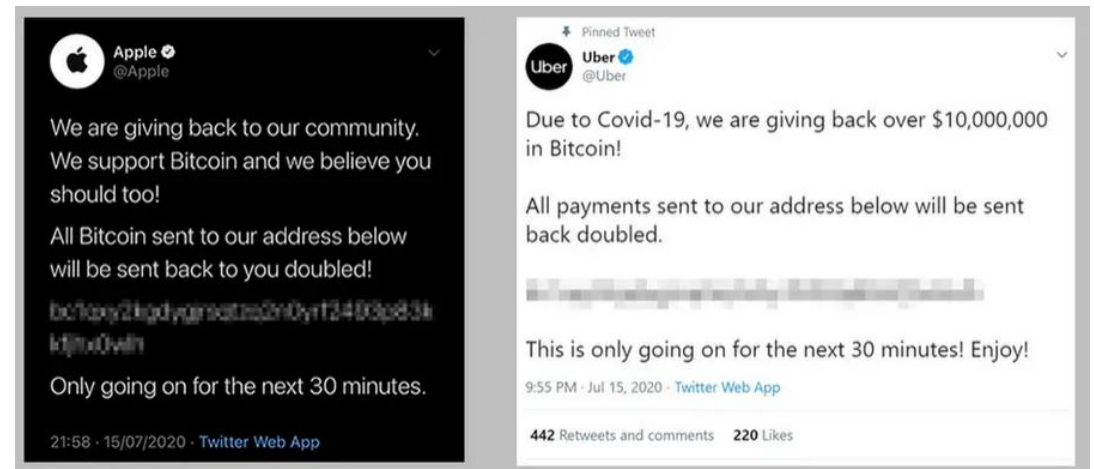 Apple
@Apple
We are giving back to our community.
We support Bitcoin and we believe you
should too!
All Bitcoin sent to our address below
will be sent back to you doubled!
Only going on for the next 30 minutes.
21:58 · 15/07/2020 · Twitter Web App
Pinned Tweet
Uber
Uber
@Uber
Due to Covid-19, we are giving back over $10,000,000
in Bitcoin!
All payments sent to our address below will be sent
back doubled.
This is only going on for the next 30 minutes! Enjoy!
9:55 PM · Jul 15, 2020 · Twitter Web App
442 Retweets and comments 220 Likes